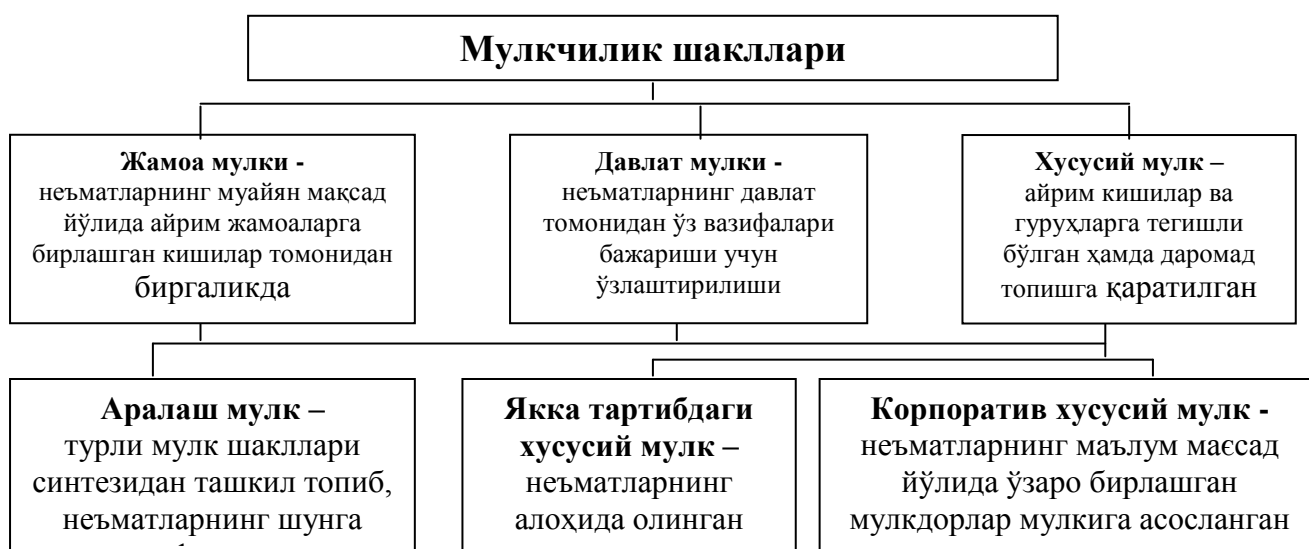 Мулкчилик шакллари
Жамоа мулки -
неъматларнинг муайян мақсад
йўлида айрим жамоаларга
бирлашган кишилар томонидан
биргаликда
Давлат мулки -
неъматларнинг давлат
томонидан ўз вазифалари
бажариши учун
ўзлаштирилиши
Хусусий мулк –
айрим кишилар ва
гуруҳларга тегишли
бўлган ҳамда даромад
топишга қаратилган
Аралаш мулк –
турли мулк шакллари
синтезидан ташкил топиб,
неъматларнинг шунга
Якка тартибдаги
хусусий мулк –
неъматларнинг
алоҳида олинган
Корпоратив хусусий мулк -
неъматларнинг маълум маєсад
йўлида ўзаро бирлашган
мулкдорлар мулкига асосланган